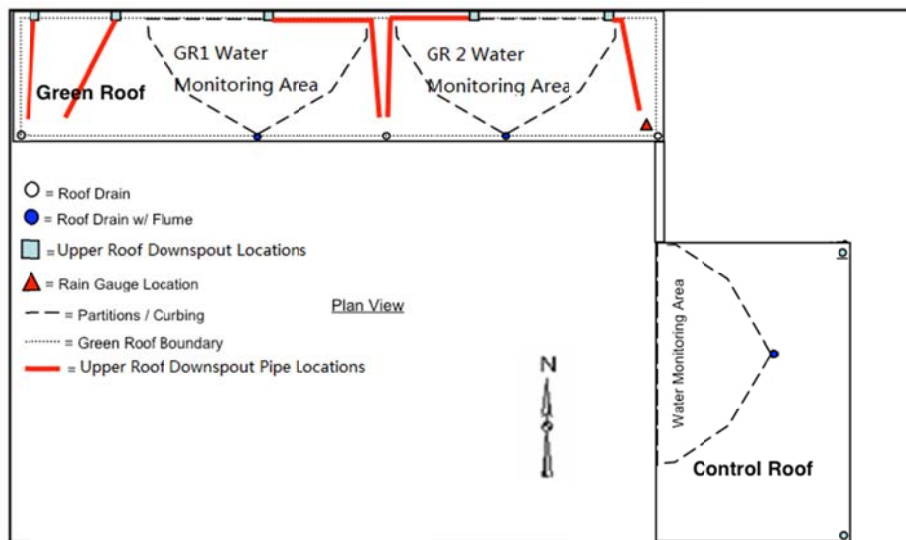 GR1 Water
Monitoring Area
GR 2 Water
Monitoring Area
Green Roof
= Roof Drain
= Roof Drain w/ Flume
=Upper Roof Downspout Locations
= Rain Gauge Location
= Partitions / Curbing
= Green Roof Boundary
= Upper Roof Downspout Pipe Locations
Plan View
N
Water Monitoring Area
Control Roof